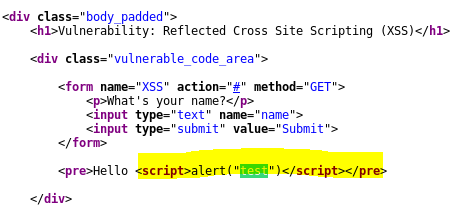 <div class="body_padded">
<h1>Vulnerability: Reflected Cross Site Scripting (XSS)</h1>
<div class="vulnerable_code_area">
<form name="XSS" action="#" method="GET">
<p>What's your name?</p>
<input type="text" name="name">
<input type="submit" value="Submit">
</form>
<pre>Hello <script>alert("test")</script></pre>
</div>